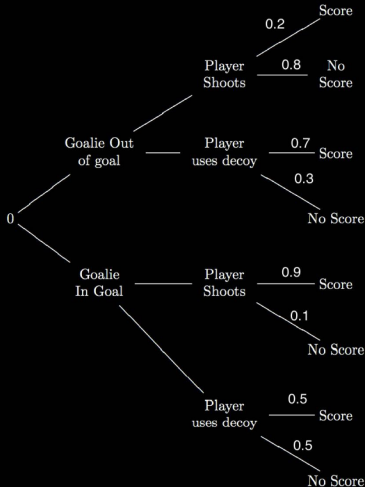 Score
0.2
Player
Shoots
0.8
No
Score
Goalie Out
of goal
Player
uses decoy
0.7
Score
0.3
No Score
0
Goalie
In Goal
Player
Shoots
0.9
Score
0.1
No Score
Player
uses decoy
0.5
Score
0.5
No Score